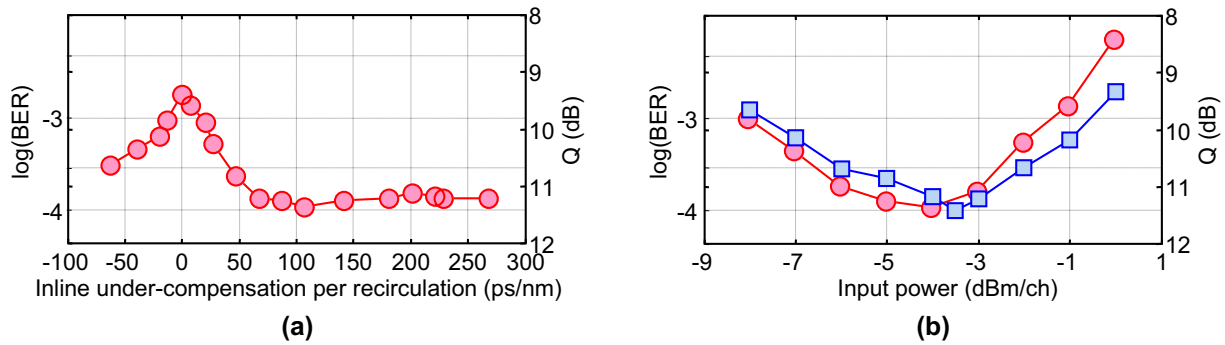 8
9
10
11
12
Q (dB)
log(BER)
-3
-4
-100 -50 0 50 100 150 200 250 300
Inline under-compensation per recirculation (ps/nm)
(a)
8
9
10
11
12
Q (dB)
log(BER)
-3
-4
-9 -7 -5 -3 -1 1
Input power (dBm/ch)
(b)